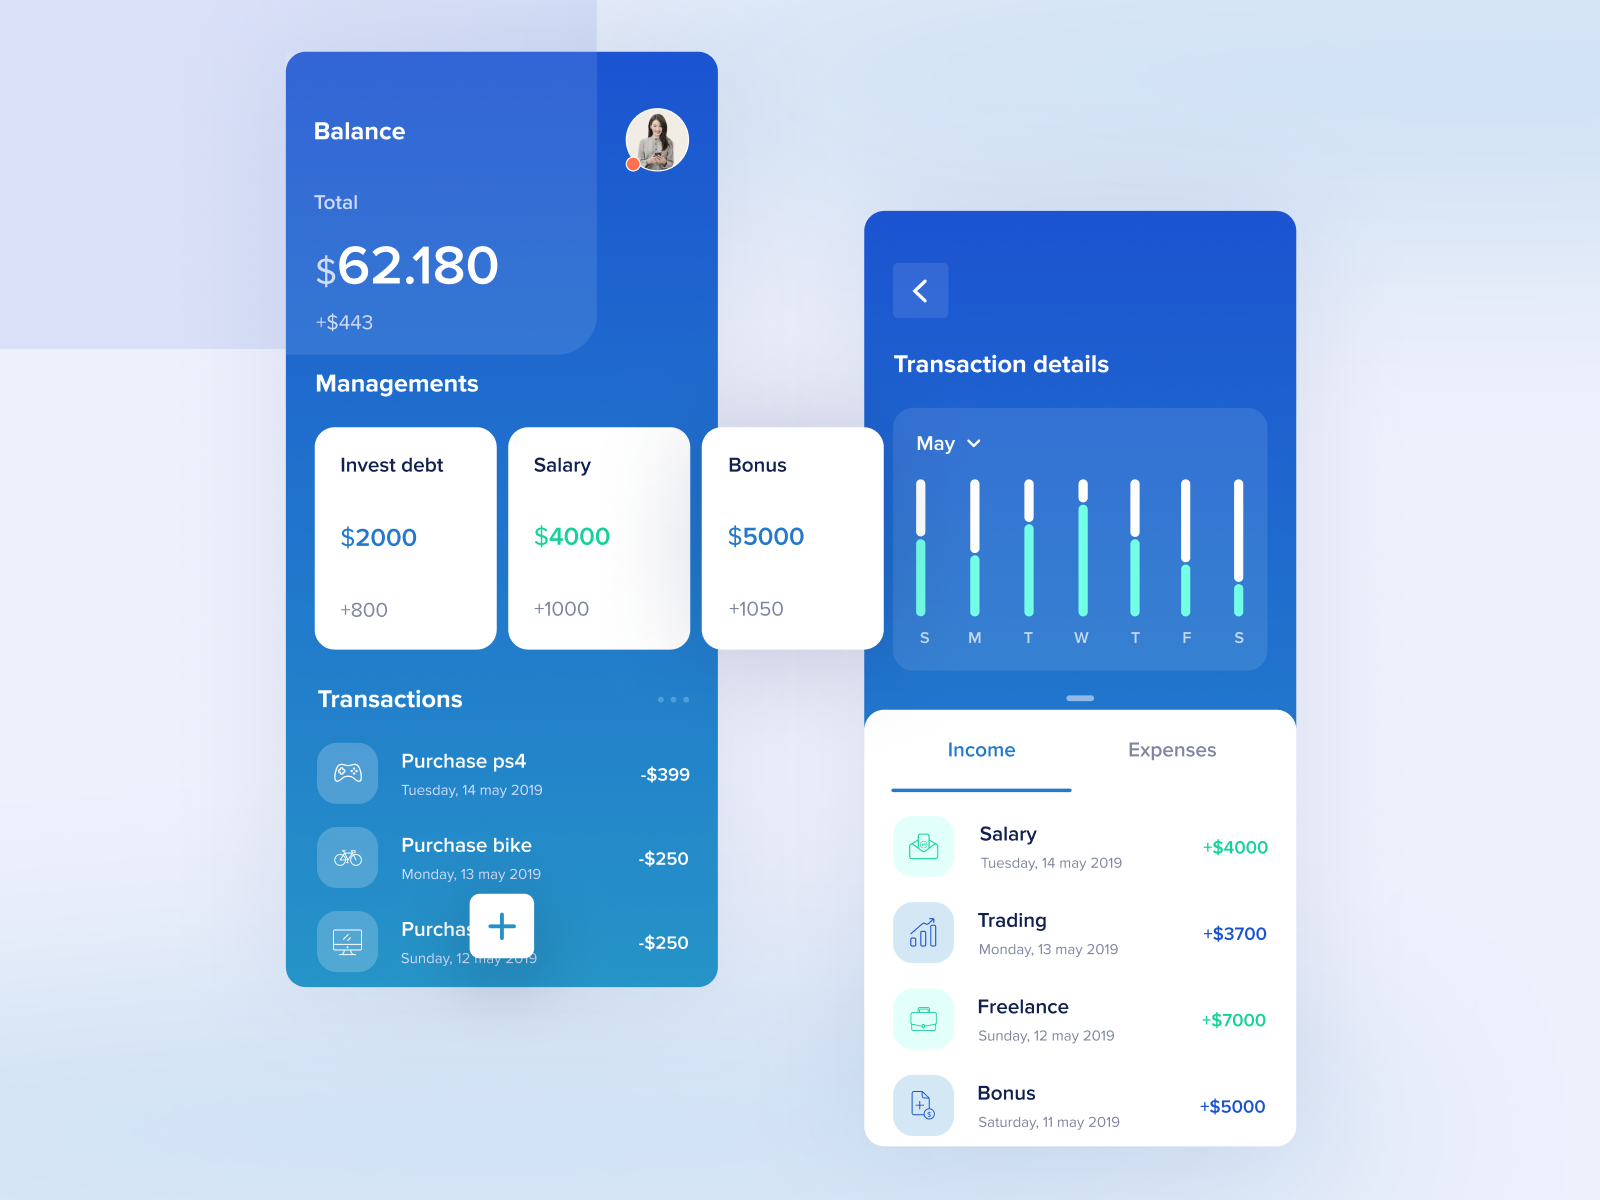 Balance
Total
$62.180
+$443
Managements
Invest debt
$2000
+800
Salary
$4000
+1000
Bonus
$5000
+1050
Transactions
Purchase ps4
Tuesday, 14 may 2019
-$399
Purchase bike
Monday, 13 may 2019
-$250
Sunday, 12 may 2019
-$250
Transaction details
May
S M T W T F S
Income Expenses
Salary
Tuesday, 14 may 2019
+$4000
Trading
Monday, 13 may 2019
+$3700
Freelance
Sunday, 12 may 2019
+$7000
Bonus
Saturday, 11 may 2019
+$5000